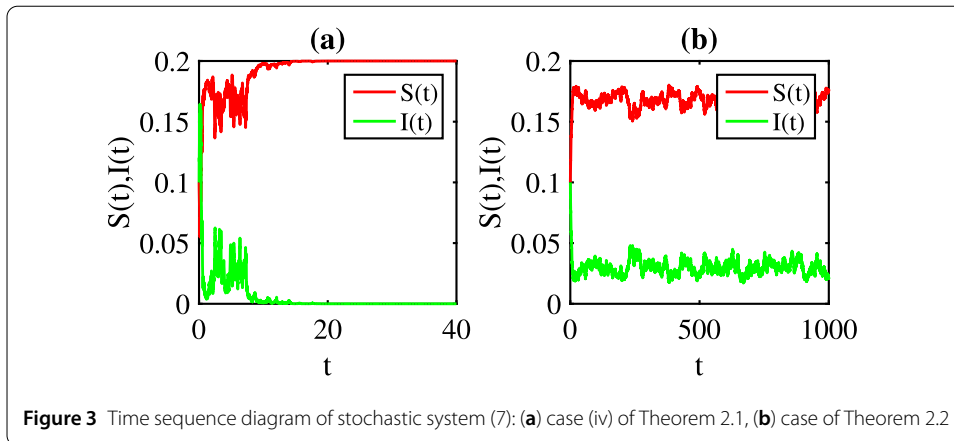 (a)
(b)
S(t),I(t)
0.2
0.15
0.1
0.05
0
S(t)
I(t)
0
20
40
t
S(t),I(t)
0.2
0.15
0.1
0.05
0
S(t)
I(t)
0
500
1000
t
Figure 3 Time sequence diagram of stochastic system (7): (a) case (iv) of Theorem 2.1, (b) case of Theorem 2.2